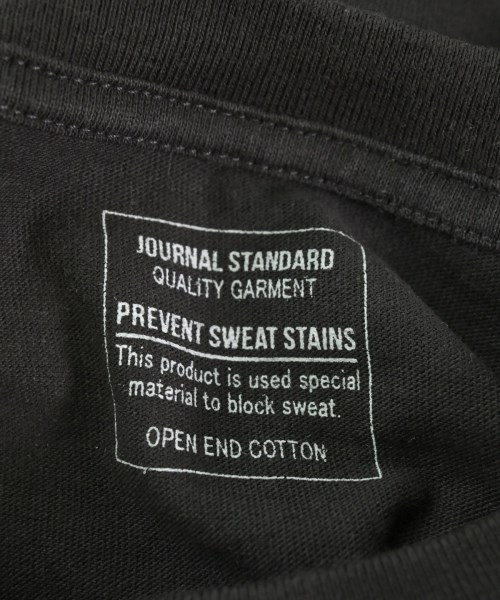 JOURNAL STANDARD
QUALITY GARMENT
PREVENT SWEAT STAINS
This product is used special
material to block sweat.
OPEN END COTTON